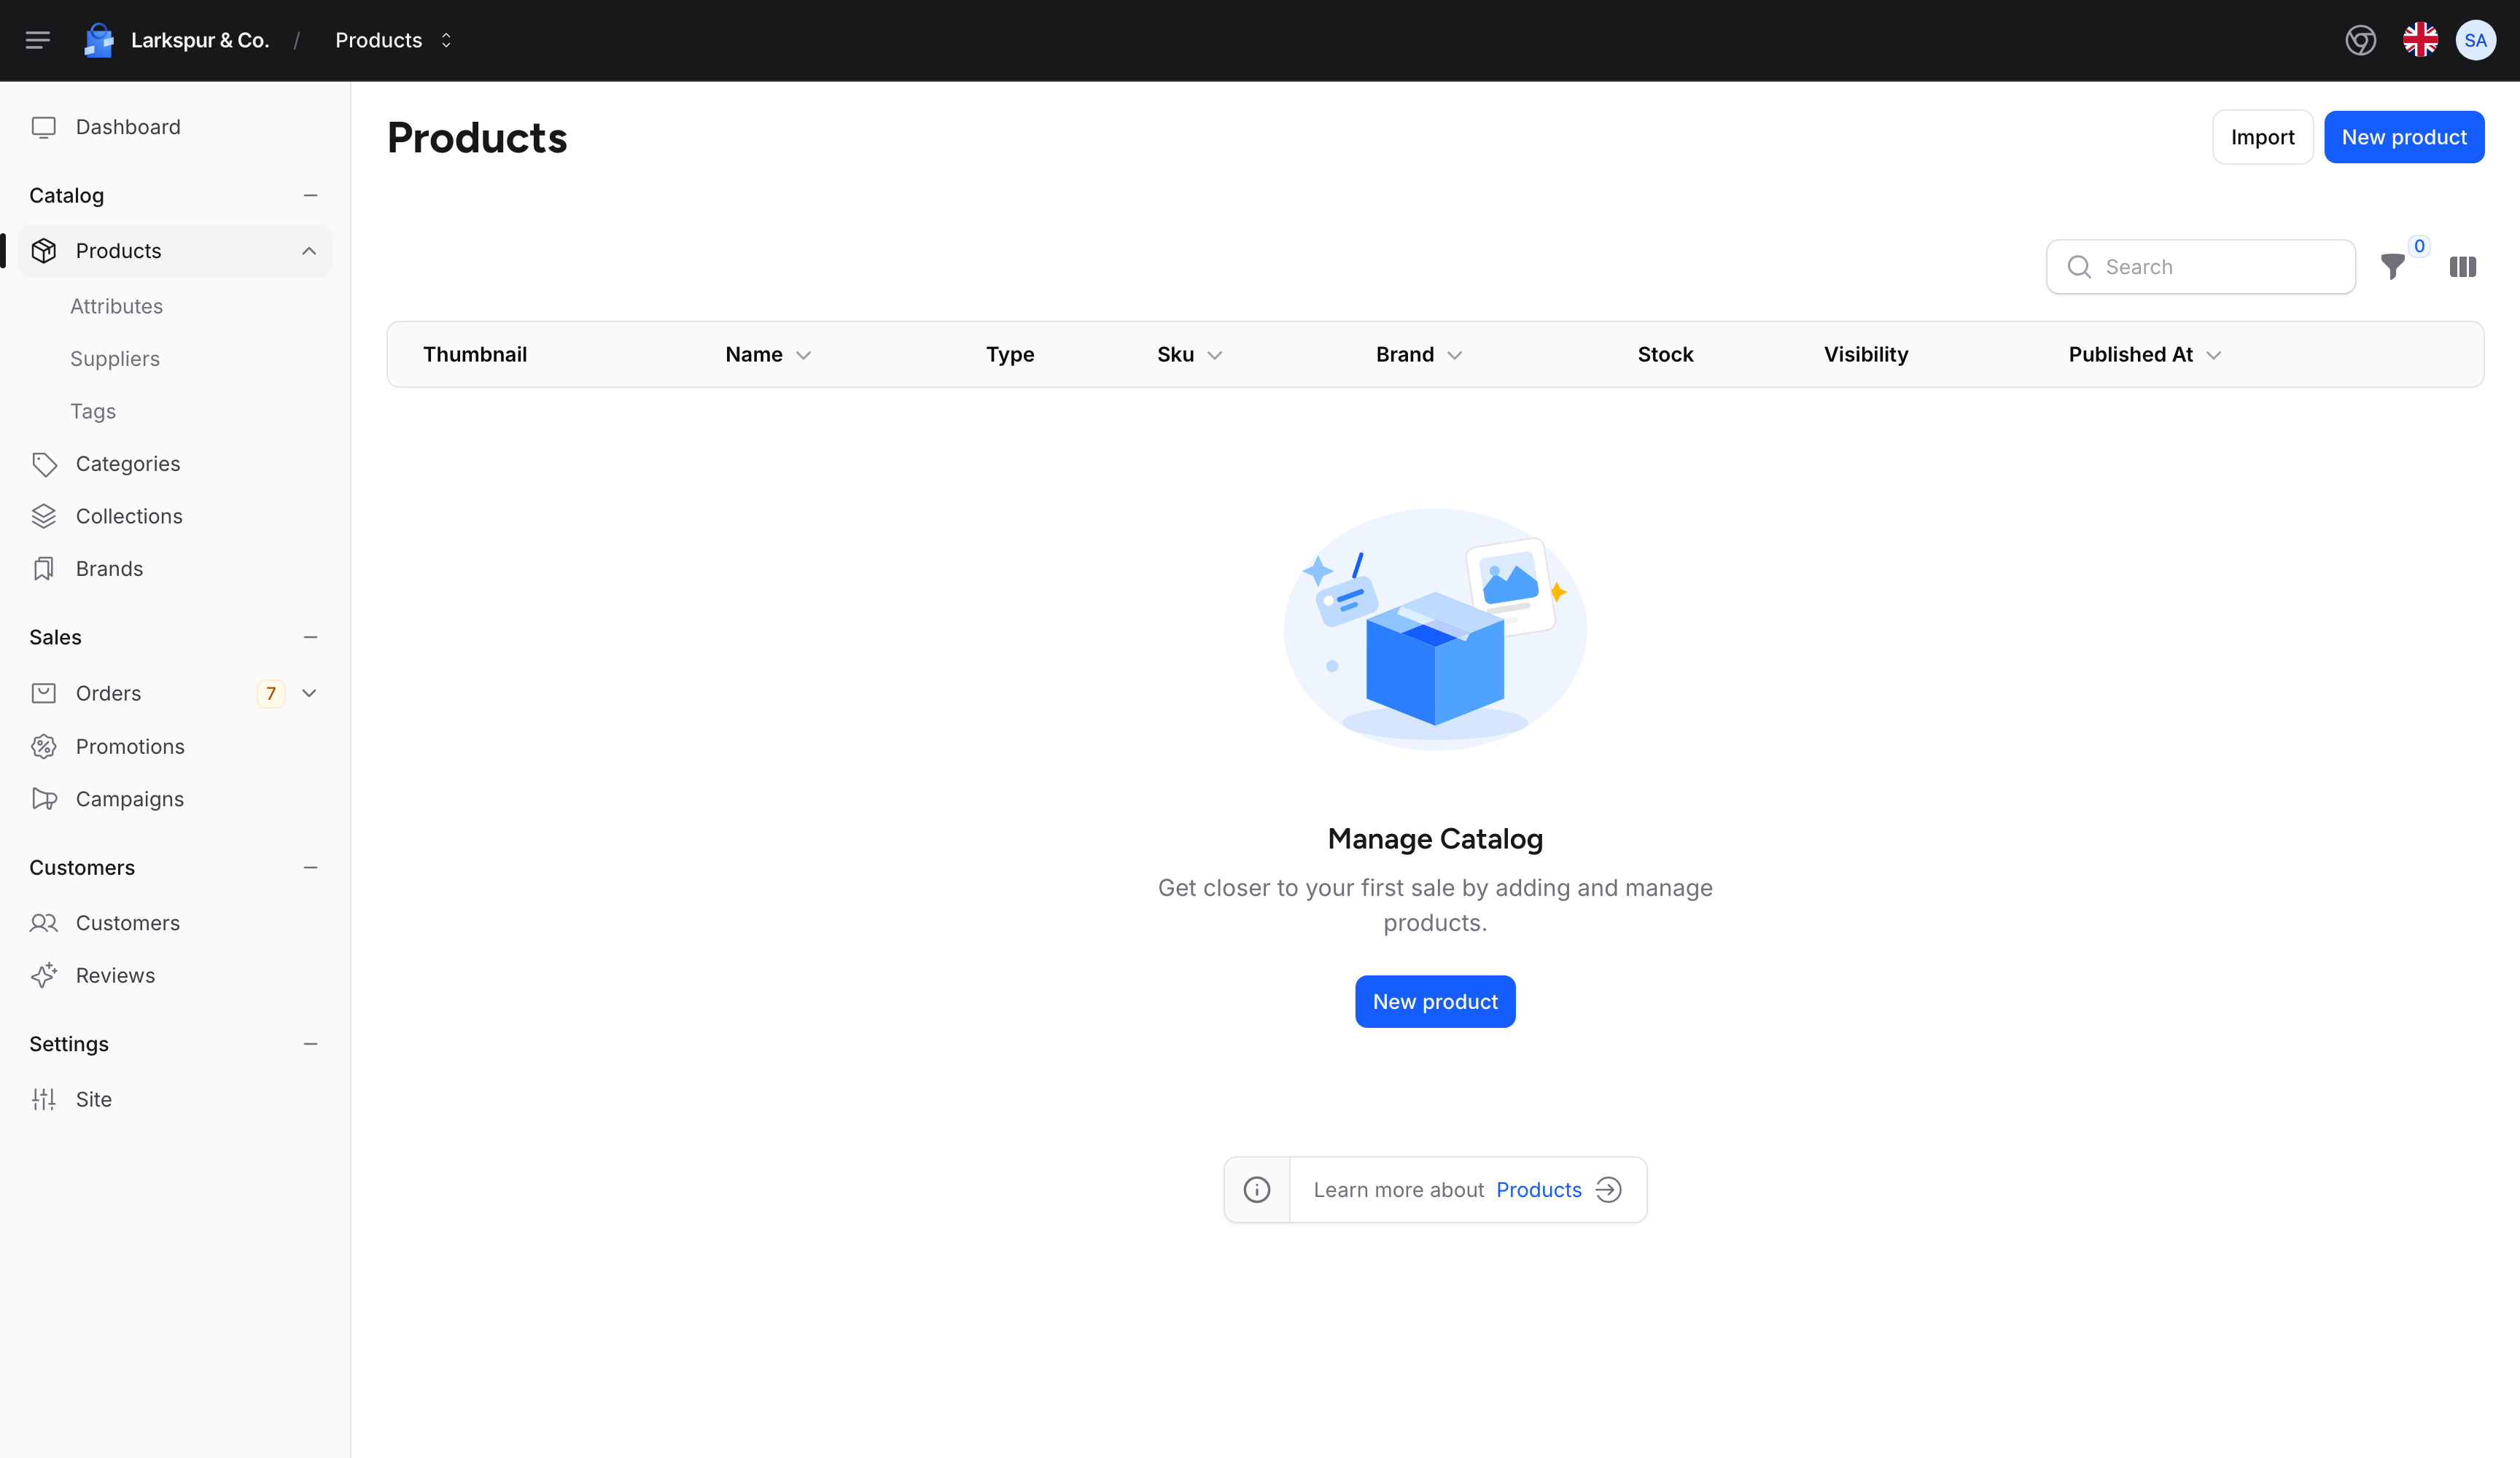 Larkspur & Co. / Products
SA
Dashboard
Catalog
Products
Attributes
Suppliers
Tags
Categories
Collections
Brands
Sales
Orders 7
Promotions
Campaigns
Customers
Customers
Reviews
Settings
Site
Products
Import
New product
Search
0
Thumbnail Name Type Sku Brand Stock Visibility Published At
Manage Catalog
Get closer to your first sale by adding and manage
products.
New product
Learn more about Products